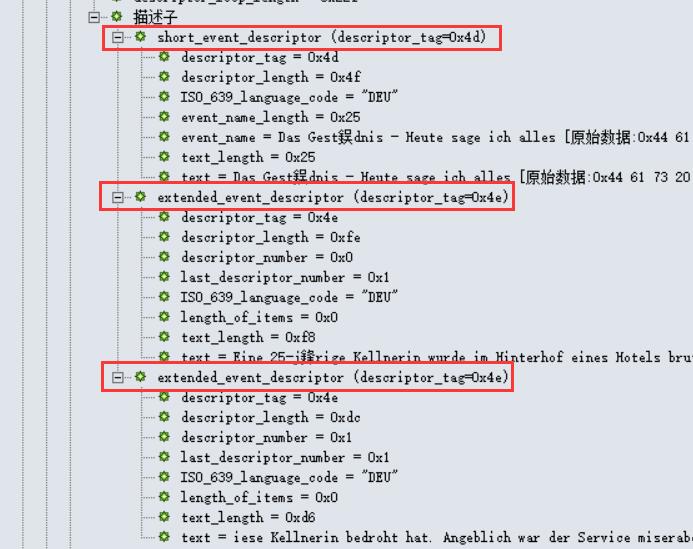 描述子
short_event_descriptor (descriptor_tag=0x4d)
descriptor_tag = 0x4d
descriptor_length = 0x4f
ISO_639_language_code = "DEU"
event_name_length = 0x25
event_name = Das Gest鋘dnis - Heute sage ich alles [原始数据:0x44 61
text_length = 0x25
text = Das Gest鋘dnis - Heute sage ich alles [原始数据:0x44 61 73 20
extended_event_descriptor (descriptor_tag=0x4e)
descriptor_tag = 0x4e
descriptor_length = 0xfe
descriptor_number = 0x0
last_descriptor_number = 0x1
ISO_639_language_code = "DEU"
length_of_items = 0x0
text_length = 0xf8
text = Eine 25-j鋒rige Kellnerin wurde im Hinterhof eines Hotels bru
extended_event_descriptor (descriptor_tag=0x4e)
descriptor_tag = 0x4e
descriptor_length = 0xdc
descriptor_number = 0x1
last_descriptor_number = 0x1
ISO_639_language_code = "DEU"
length_of_items = 0x0
text_length = 0xd6
text = iese Kellnerin bedroht hat. Angeblich war der Service miserab